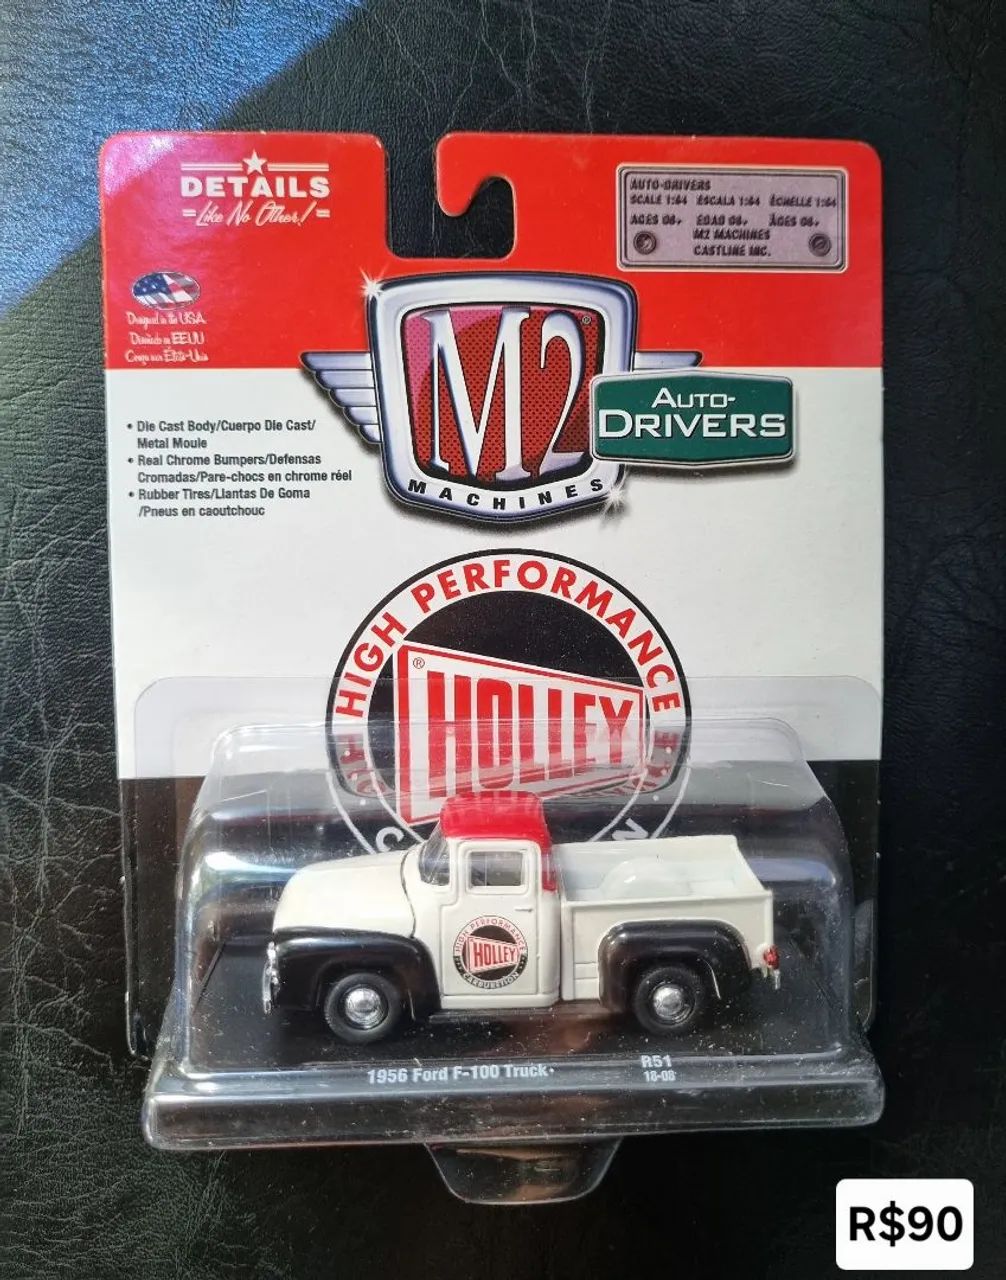 DETAILS
Like No Other!
AUTO-DRIVERS
SCALE 1:64 ESCALA 1:64 ÉCHELLE 1:64
AGES 08+ EDAD 08+ ÂGES 08+
M2 MACHINES
CASTLINE INC.
Designed in the USA
Diseñado en EEUU
Conçu aux États-Unis
M2®
MACHINES
AUTO-
DRIVERS
• Die Cast Body/Cuerpo Die Cast/
Metal Moule
• Real Chrome Bumpers/Defensas
Cromadas/Pare-chocs en chrome réel
• Rubber Tires/Llantas De Goma
/Pneus en caoutchouc
HIGH PERFORMANCE
®
HOLLEY
HIGH PERFORMANCE
HOLLEY
CARBURETION
1956 Ford F-100 Truck
R51
18-08
R$90